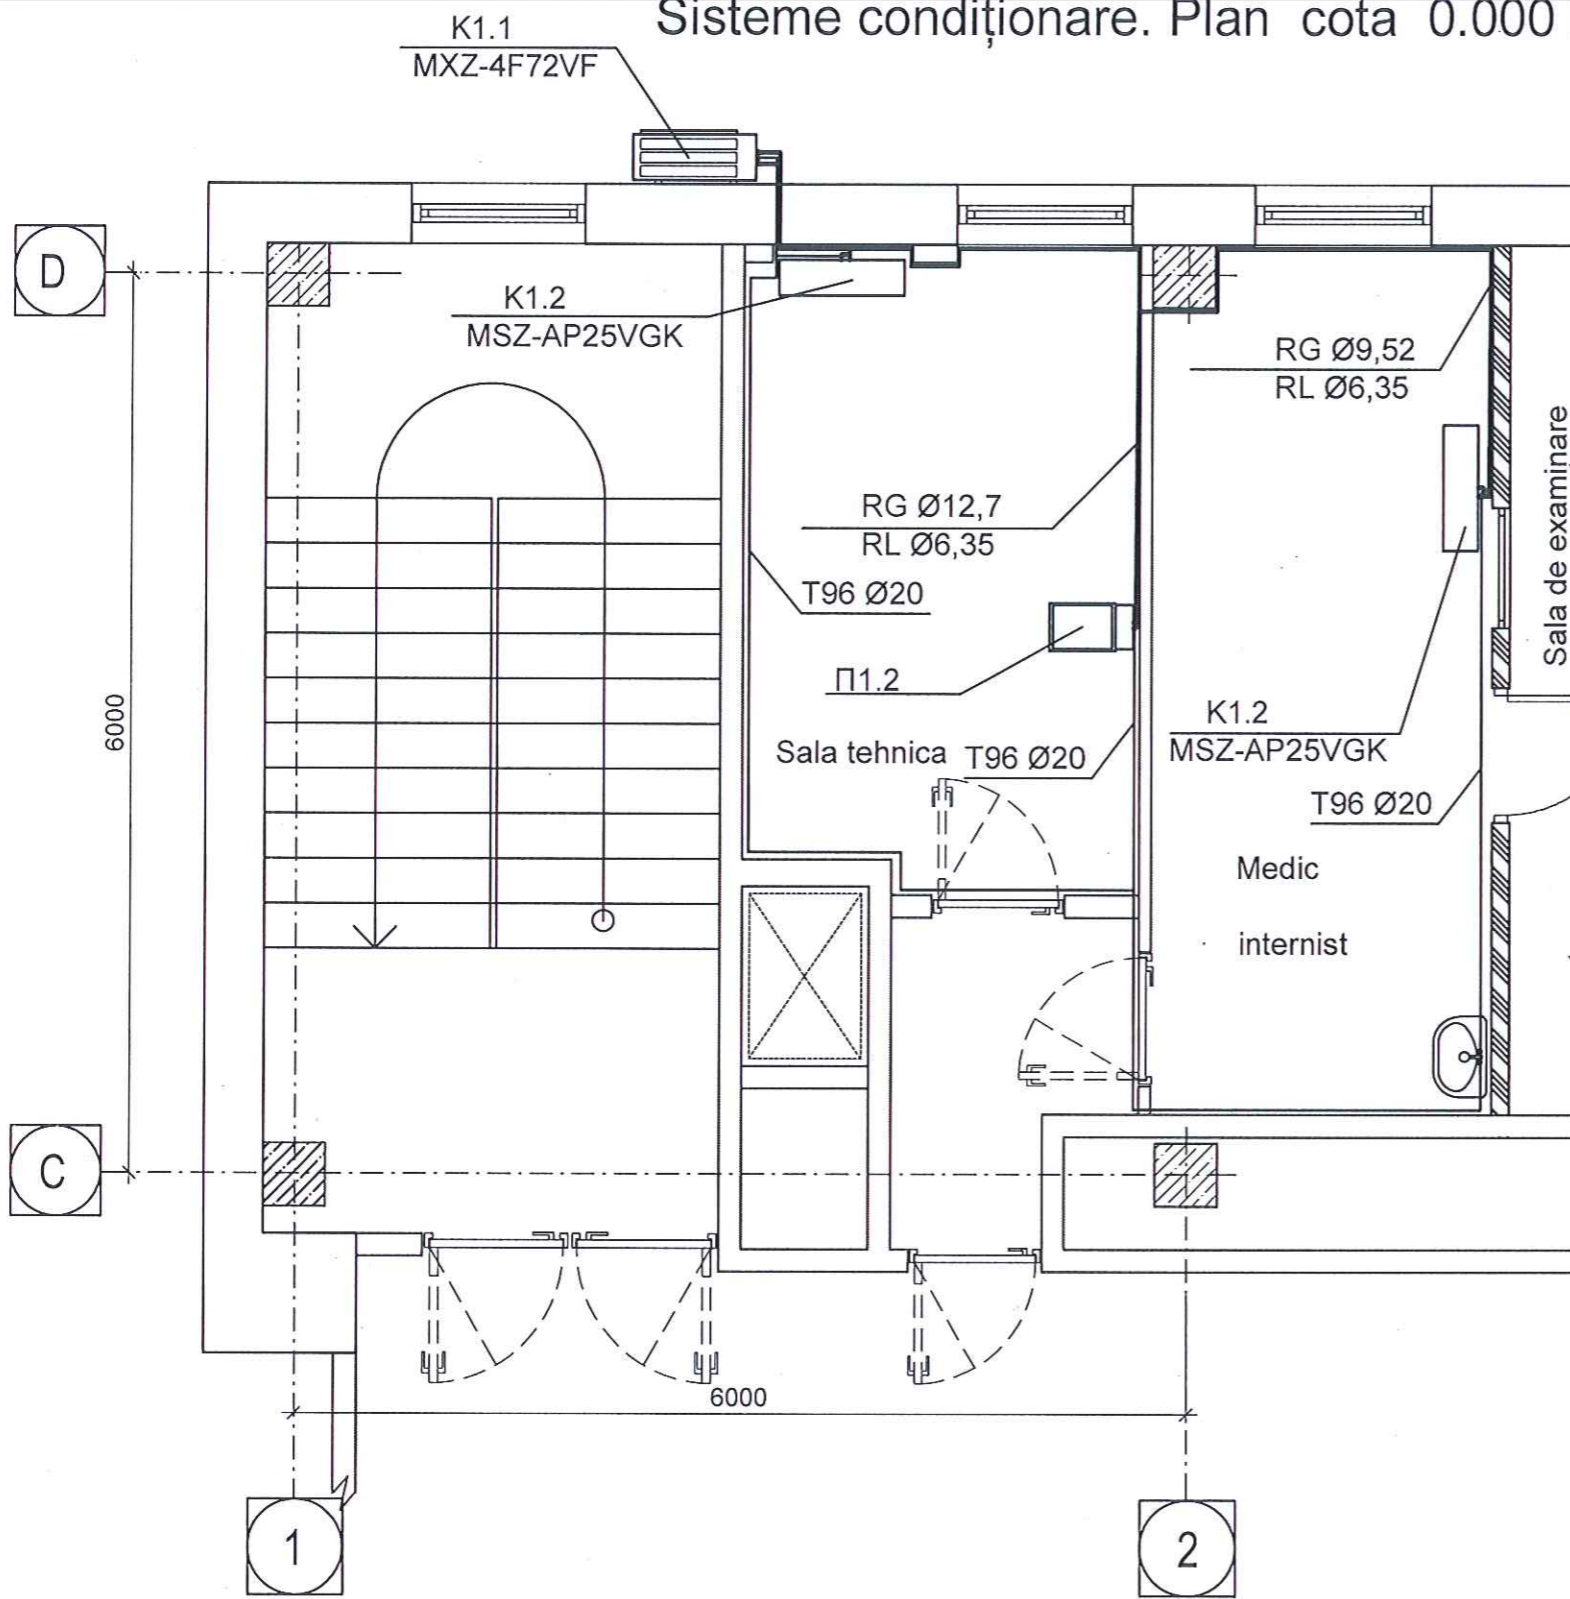 Sisteme condiționare. Plan cota 0.000
K1.1
MXZ-4F72VF
D
K1.2
MSZ-AP25VGK
RG Ø9,52
RL Ø6,35
Sala de examinare
RG Ø12,7
RL Ø6,35
T96 Ø20
П1.2
6000
K1.2
MSZ-AP25VGK
Sala tehnica
T96 Ø20
T96 Ø20
Medic
internist
C
6000
1
2